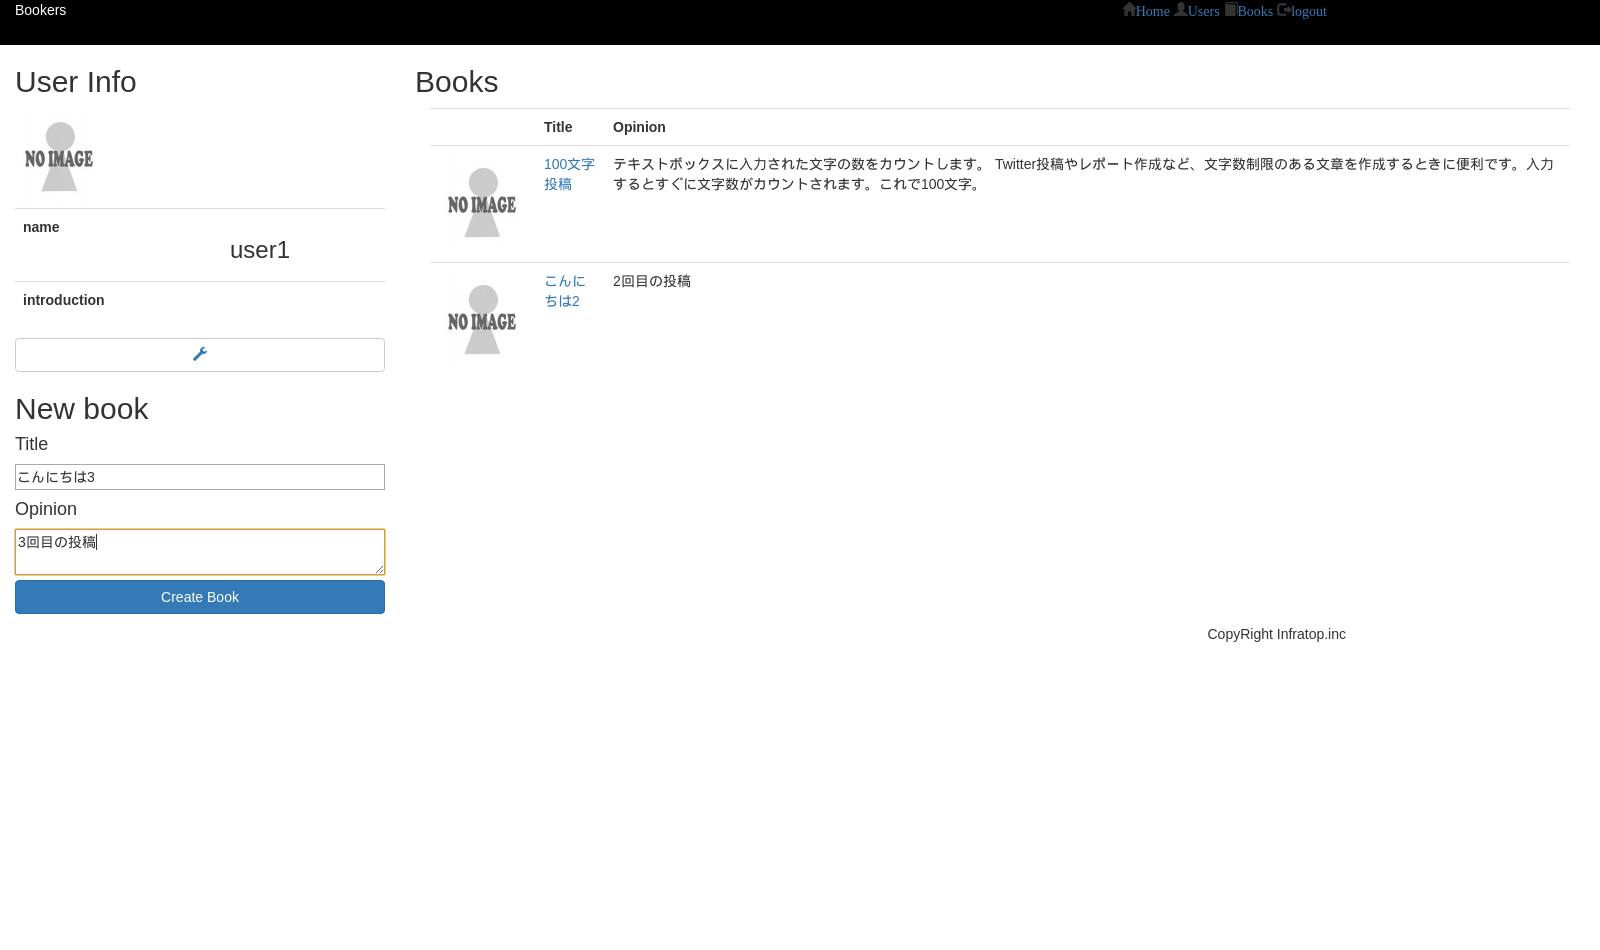 Bookers
Home Users Books logout
User Info
NO IMAGE
name
user1
introduction
New book
Title
こんにちは3
Opinion
3回目の投稿
Create Book
Books
Title Opinion
NO IMAGE
100文字
投稿
テキストボックスに入力された文字の数をカウントします。 Twitter投稿やレポート作成など、文字数制限のある文章を作成するときに便利です。入力
するとすぐに文字数がカウントされます。これで100文字。
NO IMAGE
こんに
ちは2
2回目の投稿
CopyRight Infratop.inc